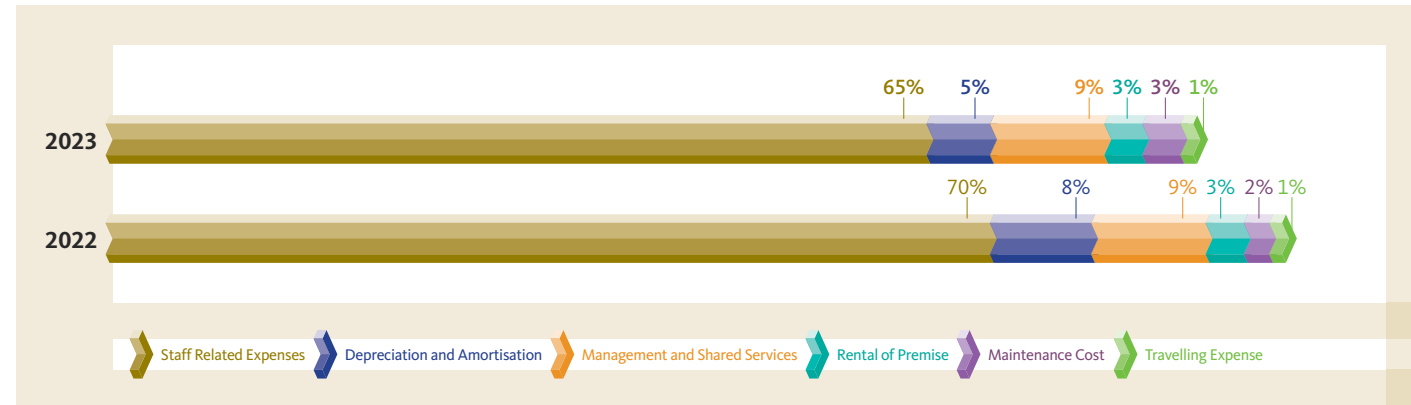 65% 5% 9% 3% 3% 1%
2023
70% 8% 9% 3% 2% 1%
2022
Staff Related Expenses Depreciation and Amortisation Management and Shared Services Rental of Premise Maintenance Cost Travelling Expense